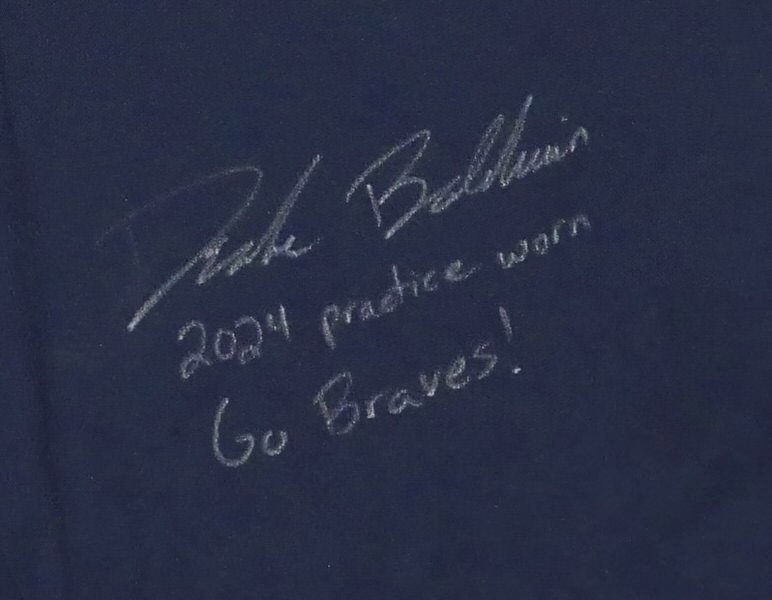 Drake Baldwin
2024 practice worn
Go Braves!